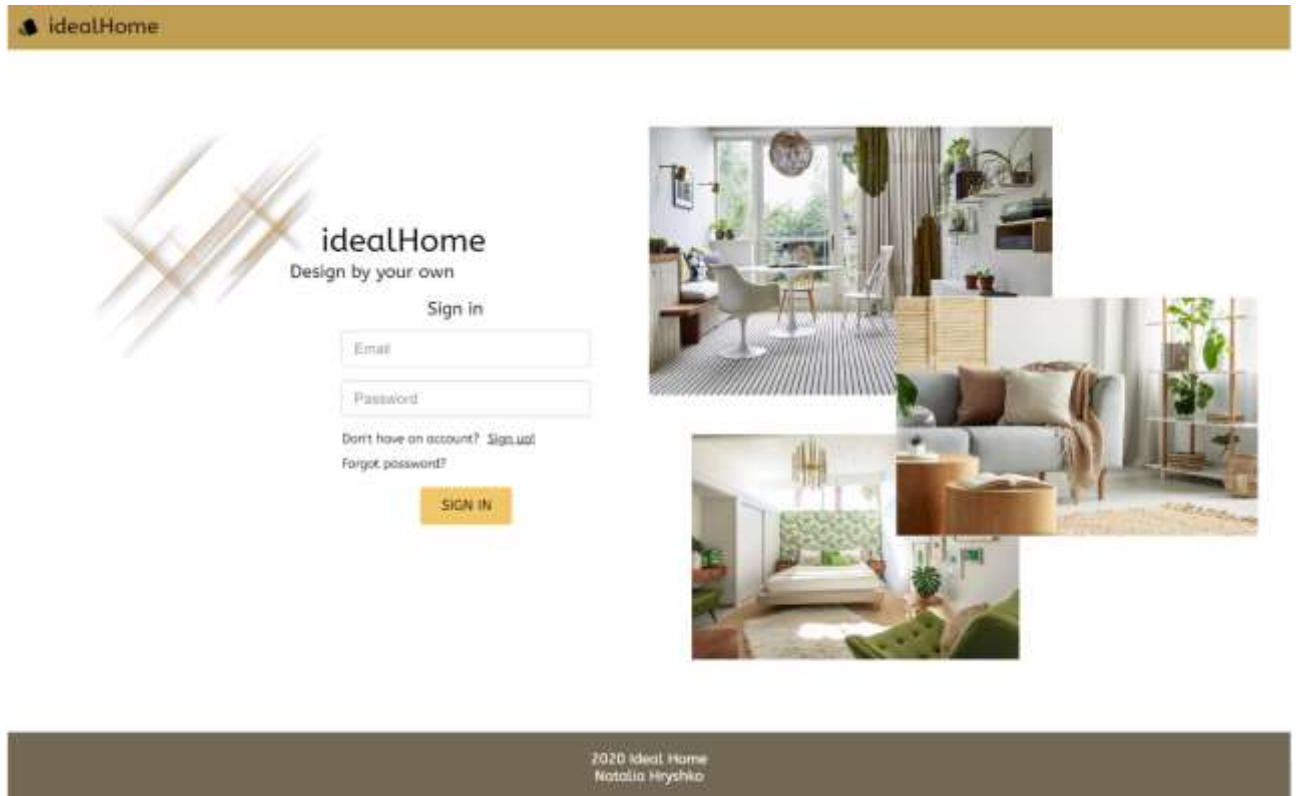 idealHome
idealHome
Design by your own
Sign in
Email
Password
Don't have an account? Sign up!
Forgot password?
SIGN IN
2020 Ideal Home
Natalia Hryshko